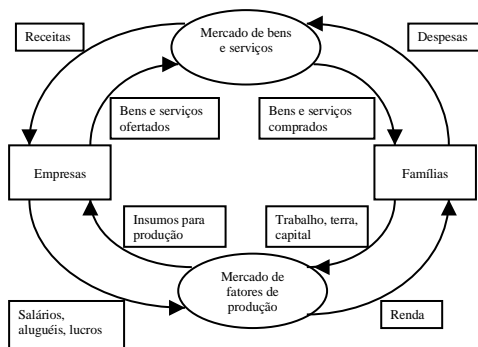 Receitas
Mercado de bens
e serviços
Despesas
Bens e serviços
ofertados
Bens e serviços
comprados
Empresas
Famílias
Insumos para
produção
Trabalho, terra,
capital
Mercado de
fatores de
produção
Salários,
aluguéis, lucros
Renda